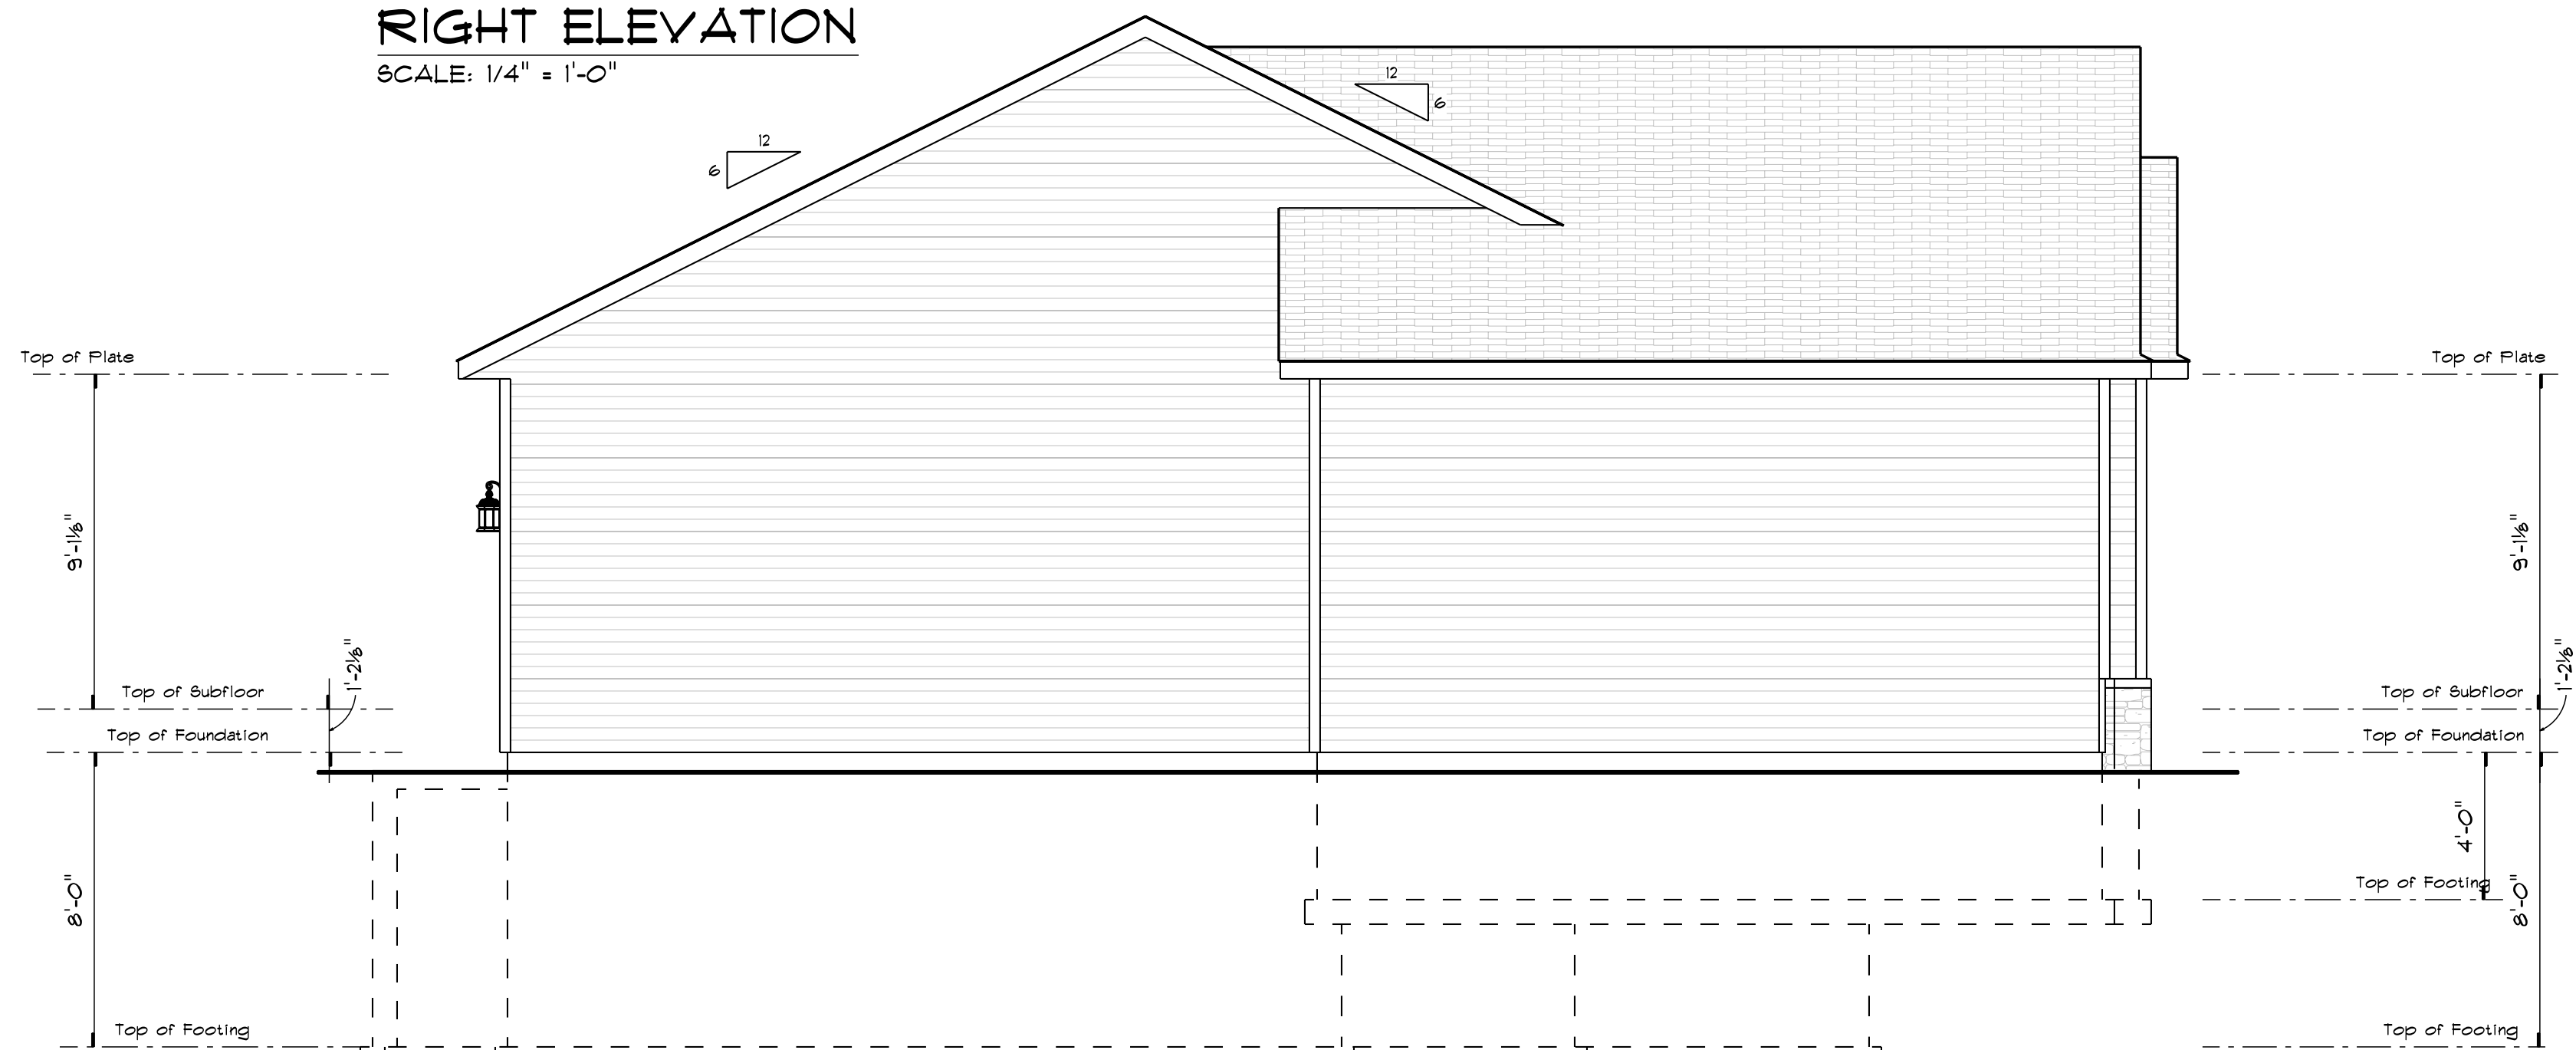 RIGHT ELEVATION
SCALE: 1/4" = 1'-0"
12
6
12
6
Top of Plate
Top of Plate
9'-1⅛"
9'-1⅛"
1'-2⅛"
1'-2⅛"
Top of Subfloor
Top of Subfloor
Top of Foundation
Top of Foundation
4'-0"
Top of Footing
8'-0"
8'-0"
Top of Footing
Top of Footing